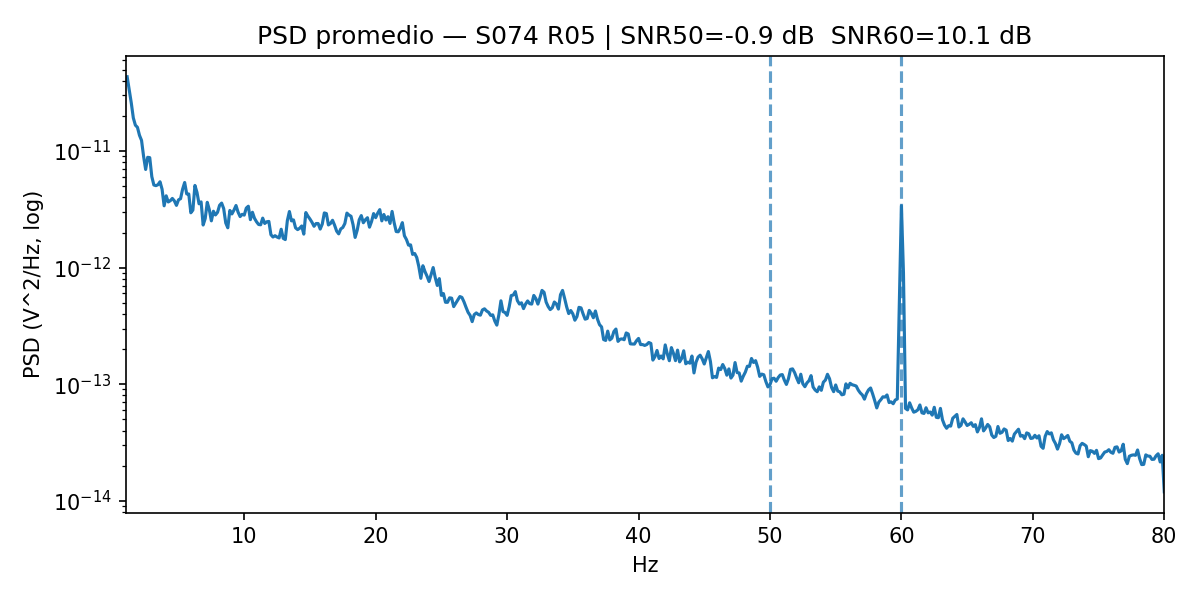 PSD promedio — S074 R05 | SNR50=-0.9 dB  SNR60=10.1 dB
PSD (V^2/Hz, log)
10⁻¹¹
10⁻¹²
10⁻¹³
10⁻¹⁴
10 20 30 40 50 60 70 80
Hz